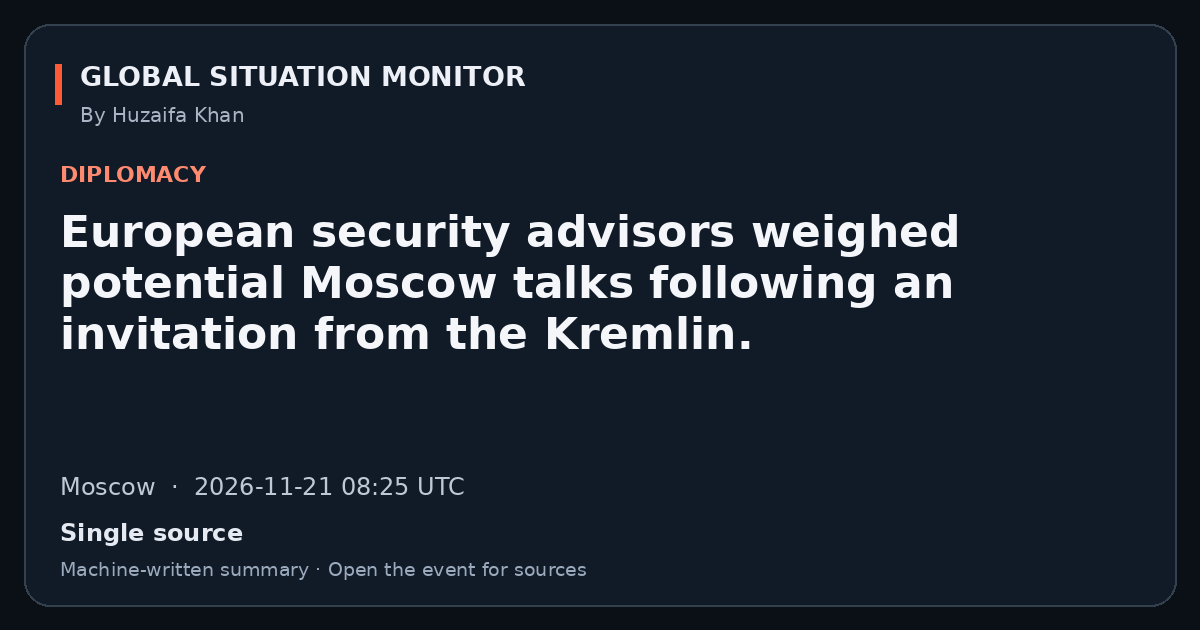 GLOBAL SITUATION MONITOR
By Huzaifa Khan
DIPLOMACY
European security advisors weighed
potential Moscow talks following an
invitation from the Kremlin.
Moscow · 2026-11-21 08:25 UTC
Single source
Machine-written summary · Open the event for sources